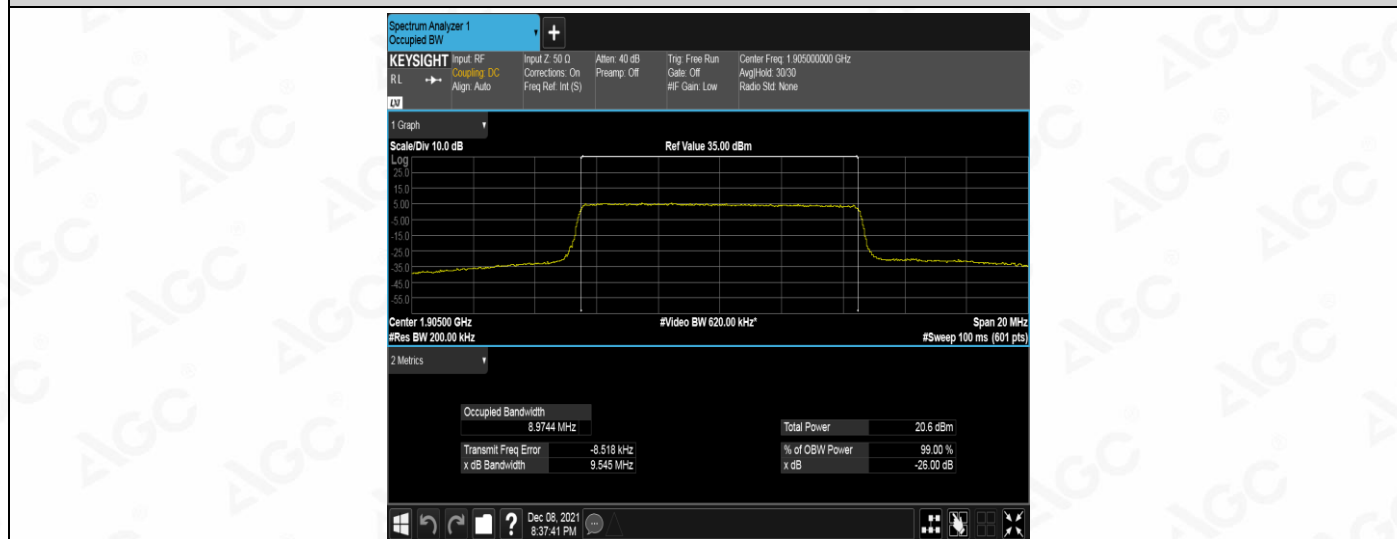 Spectrum Analyzer 1
Occupied BW
+
KEYSIGHT
Input: RF
Input Z: 50 Ω
Atten: 40 dB
Trig: Free Run
Center Freq: 1.905000000 GHz
RL
Coupling: DC
Corrections: On
Preamp: Off
Gate: Off
Avg|Hold: 30/30
Align: Auto
Freq Ref: Int (S)
#IF Gain: Low
Radio Std: None
LXI
1 Graph
Scale/Div 10.0 dB
Ref Value 35.00 dBm
Log
25.0
15.0
5.00
-5.00
-15.0
-25.0
-35.0
-45.0
-55.0
Center 1.90500 GHz
#Video BW 620.00 kHz*
Span 20 MHz
#Res BW 200.00 kHz
#Sweep 100 ms (601 pts)
2 Metrics
Occupied Bandwidth
8.9744 MHz
Total Power 20.6 dBm
Transmit Freq Error -8.518 kHz
% of OBW Power 99.00 %
x dB Bandwidth 9.545 MHz
x dB -26.00 dB
?
Dec 08, 2021
8:37:41 PM
AGC